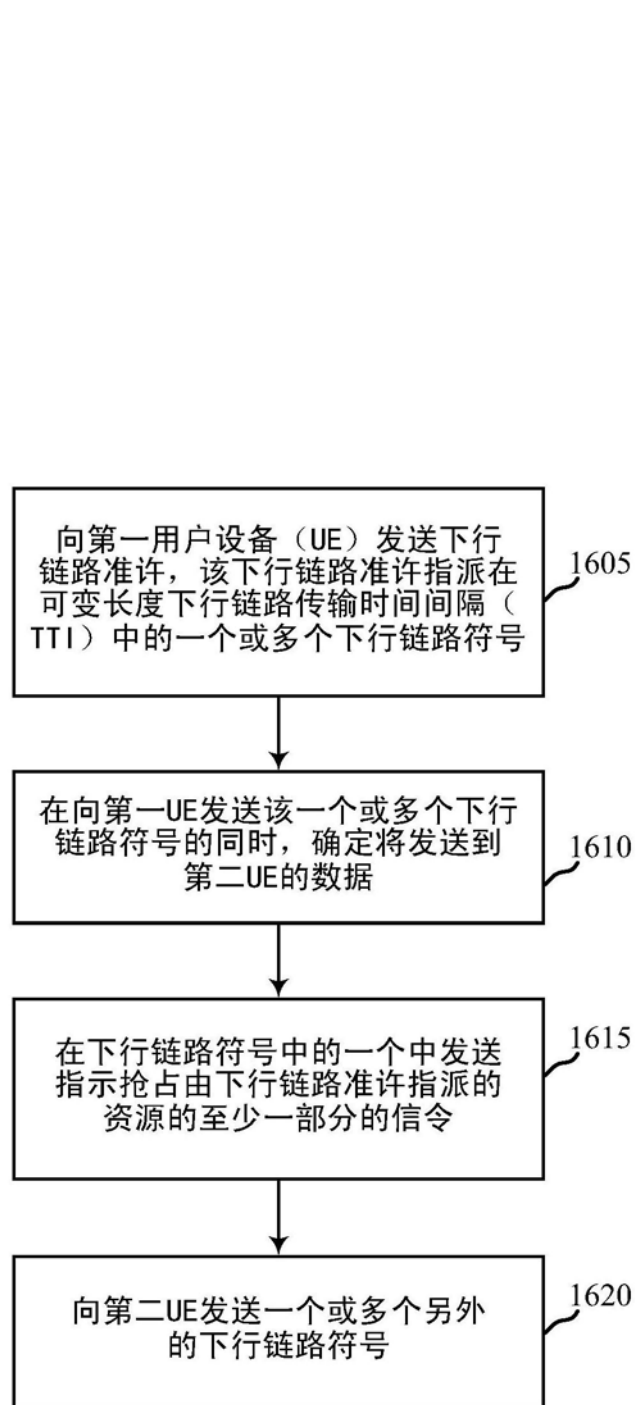 向第一用户设备（UE）发送下行
链路准许，该下行链路准许指派在
可变长度下行链路传输时间间隔（
TTI）中的一个或多个下行链路符号
1605
在向第一UE发送该一个或多个下行
链路符号的同时，确定将发送到
第二UE的数据
1610
在下行链路符号中的一个中发送
指示抢占由下行链路准许指派的
资源的至少一部分的信令
1615
向第二UE发送一个或多个另外
的下行链路符号
1620